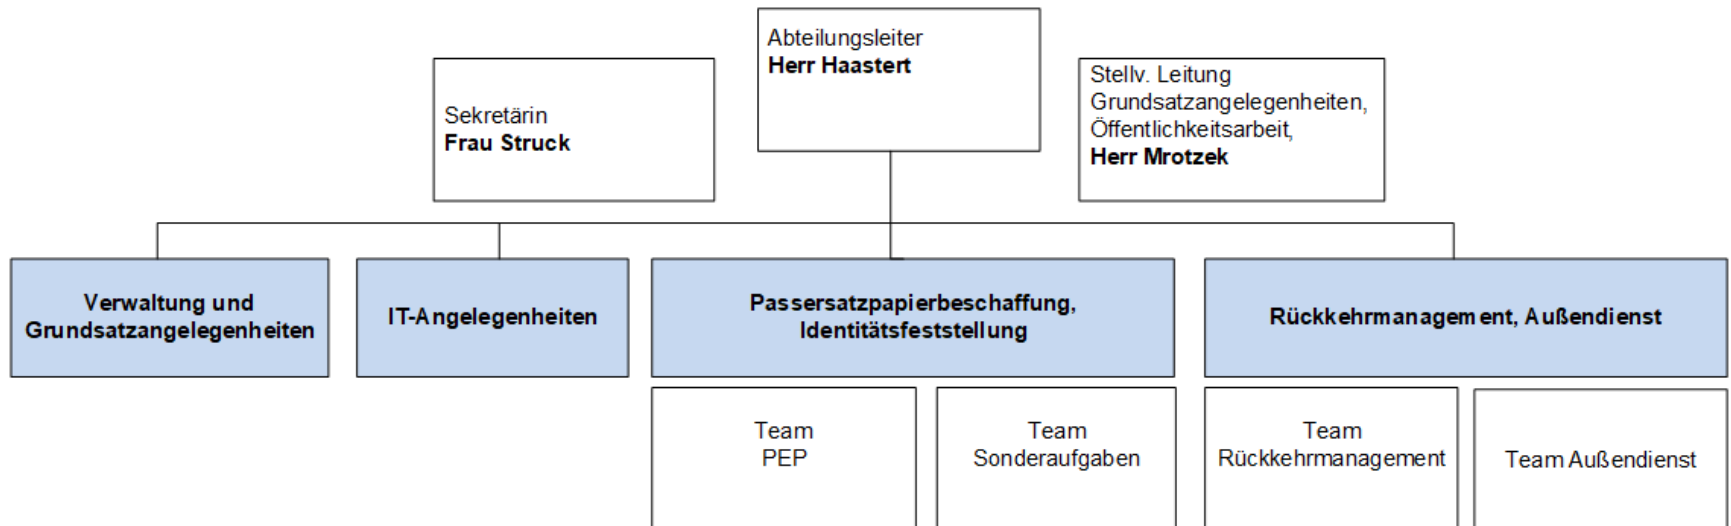 Abteilungsleiter
Herr Haastert
Sekretärin
Frau Struck
Stellv. Leitung
Grundsatzangelegenheiten,
Öffentlichkeitsarbeit,
Herr Mrotzek
Verwaltung und
Grundsatzangelegenheiten
IT-Angelegenheiten
Passersatzpapierbeschaffung,
Identitätsfeststellung
Rückkehrmanagement, Außendienst
Team
PEP
Team
Sonderaufgaben
Team
Rückkehrmanagement
Team Außendienst